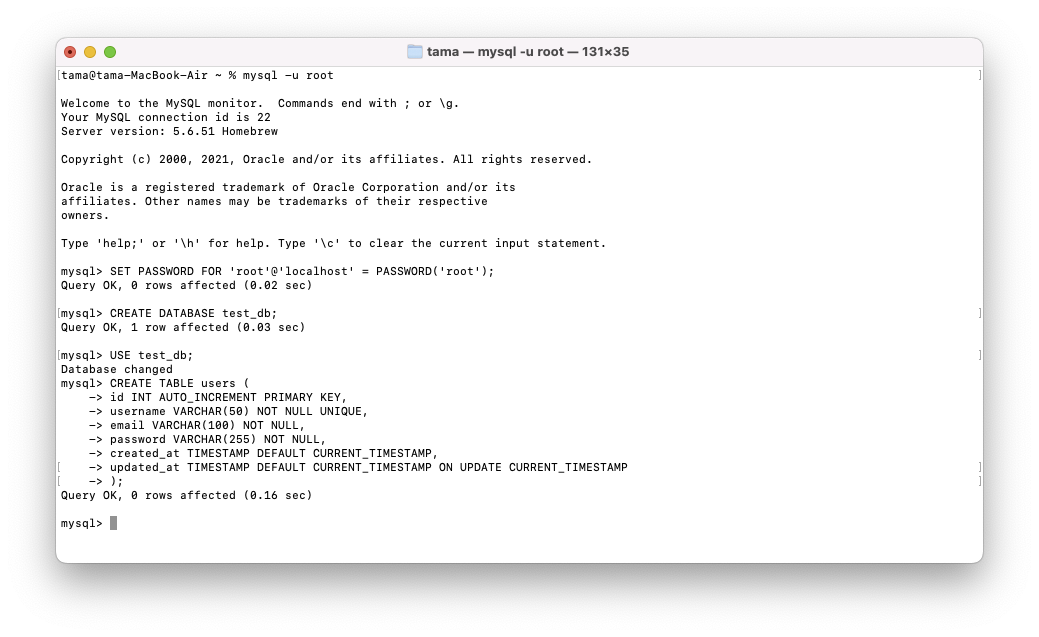 tama — mysql -u root — 131×35
[tama@tama-MacBook-Air ~ % mysql -u root ]
Welcome to the MySQL monitor.  Commands end with ; or \g.
Your MySQL connection id is 22
Server version: 5.6.51 Homebrew
Copyright (c) 2000, 2021, Oracle and/or its affiliates. All rights reserved.
Oracle is a registered trademark of Oracle Corporation and/or its
affiliates. Other names may be trademarks of their respective
owners.
Type 'help;' or '\h' for help. Type '\c' to clear the current input statement.
mysql> SET PASSWORD FOR 'root'@'localhost' = PASSWORD('root');
Query OK, 0 rows affected (0.02 sec)
[mysql> CREATE DATABASE test_db; ]
Query OK, 1 row affected (0.03 sec)
[mysql> USE test_db; ]
Database changed
mysql> CREATE TABLE users (
    -> id INT AUTO_INCREMENT PRIMARY KEY,
    -> username VARCHAR(50) NOT NULL UNIQUE,
    -> email VARCHAR(100) NOT NULL,
    -> password VARCHAR(255) NOT NULL,
    -> created_at TIMESTAMP DEFAULT CURRENT_TIMESTAMP,
[    -> updated_at TIMESTAMP DEFAULT CURRENT_TIMESTAMP ON UPDATE CURRENT_TIMESTAMP ]
[    -> ); ]
Query OK, 0 rows affected (0.16 sec)
mysql>